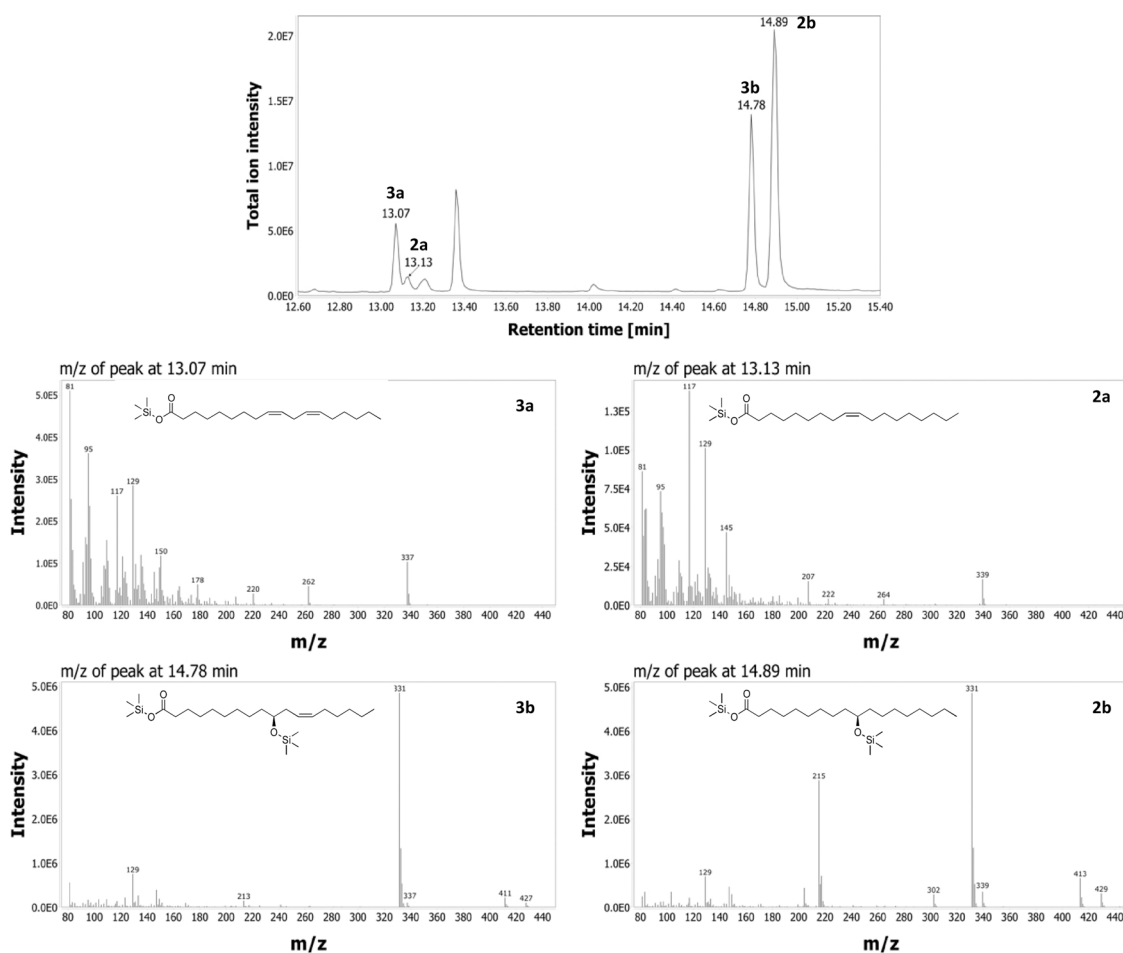 14.89 2b
2.0E7
Total ion intensity
1.5E7
3b
14.78
1.0E7
3a
13.07
2a
13.13
5.0E6
0.0E0
12.60 12.80 13.00 13.20 13.40 13.60 13.80 14.00 14.20 14.40 14.60 14.80 15.00 15.20 15.40
Retention time [min]
m/z of peak at 13.07 min
3a
Intensity
5.0E5
4.0E5
3.0E5
2.0E5
1.0E5
0.0E0
81
95
117
129
150
178
220
262
337
Si
O
O
80 100 120 140 160 180 200 220 240 260 280 300 320 340 360 380 400 420 440
m/z
m/z of peak at 13.13 min
2a
Intensity
1.3E5
1.0E5
7.5E4
5.0E4
2.5E4
0.0E0
81
95
117
129
145
207
222
264
339
Si
O
O
80 100 120 140 160 180 200 220 240 260 280 300 320 340 360 380 400 420 440
m/z
m/z of peak at 14.78 min
3b
Intensity
5.0E6
4.0E6
3.0E6
2.0E6
1.0E6
0.0E0
129
213
331
337
411
427
Si
O
O
O
Si
80 100 120 140 160 180 200 220 240 260 280 300 320 340 360 380 400 420 440
m/z
m/z of peak at 14.89 min
2b
Intensity
5.0E6
4.0E6
3.0E6
2.0E6
1.0E6
0.0E0
129
215
302
331
339
413
429
Si
O
O
O
Si
80 100 120 140 160 180 200 220 240 260 280 300 320 340 360 380 400 420 440
m/z